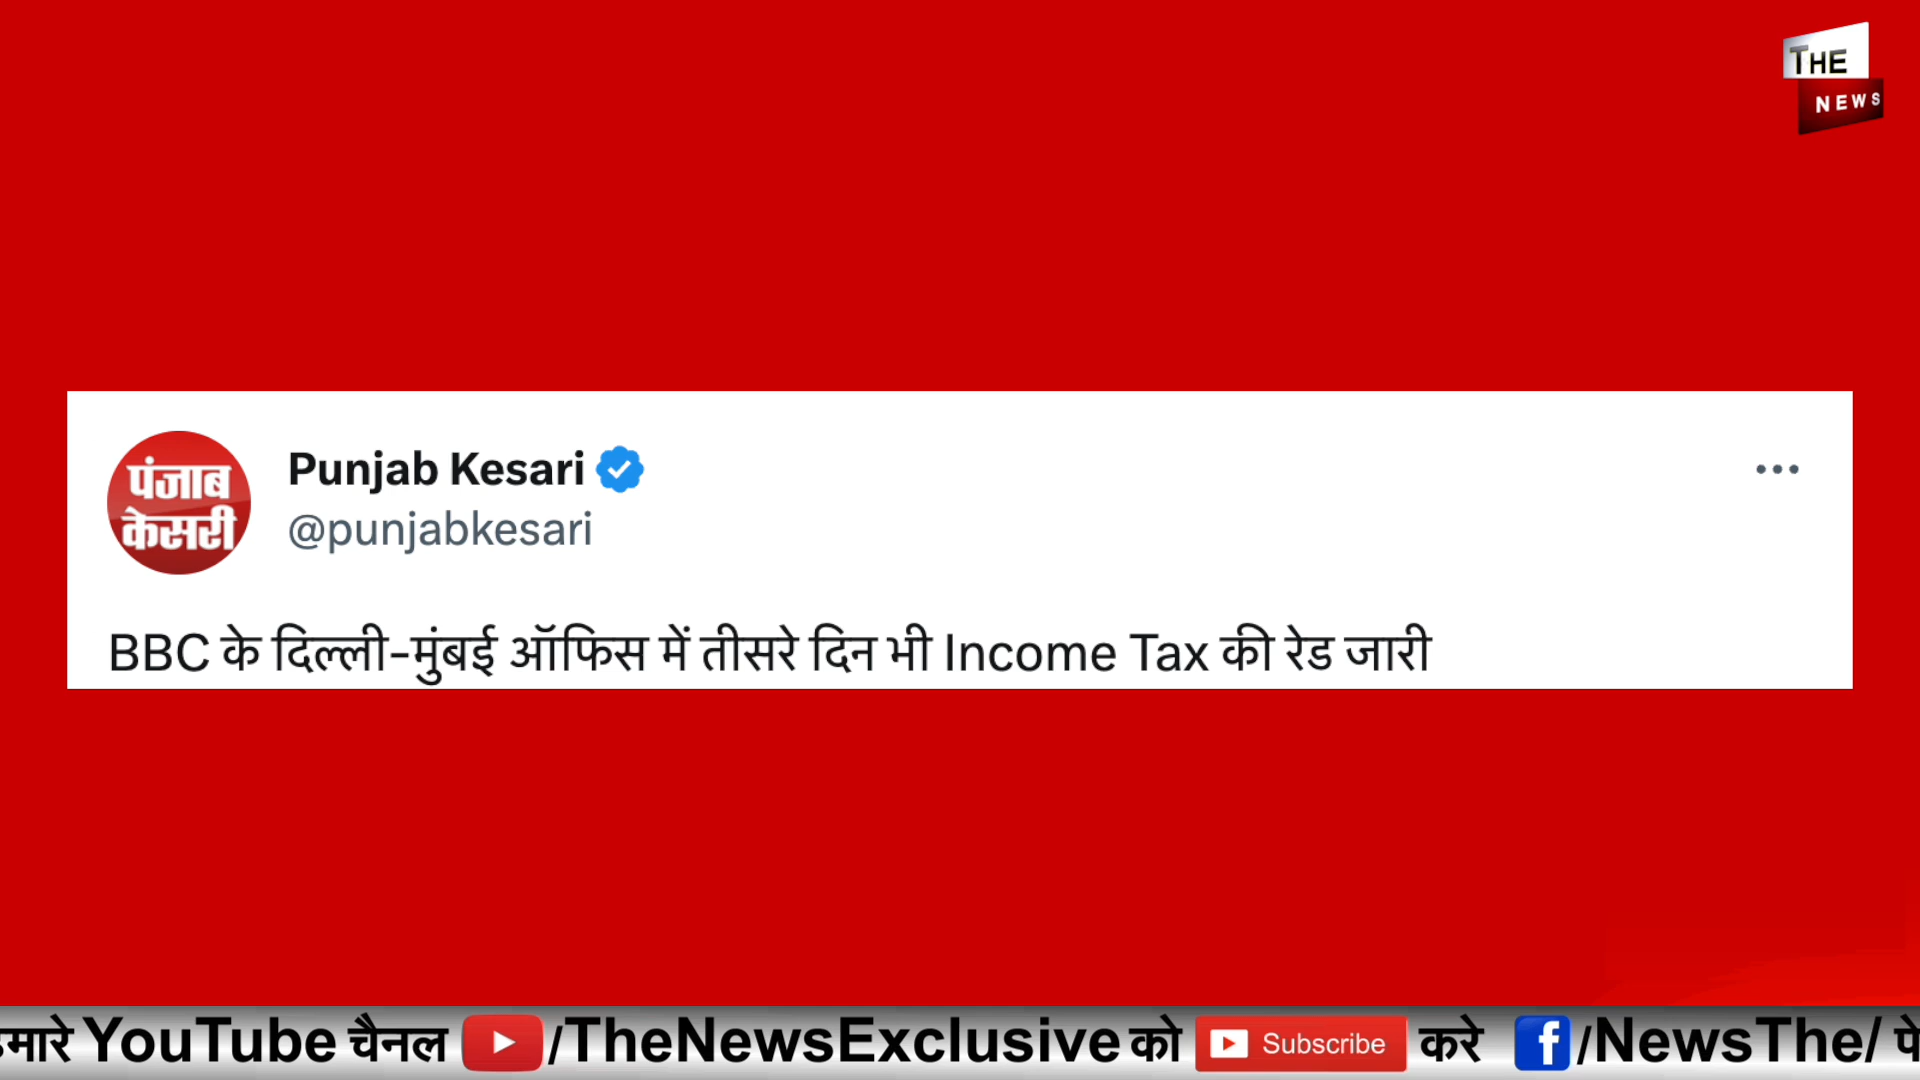 THE
NEWS
पंजाब
केसरी
Punjab Kesari
@punjabkesari
BBC के दिल्ली-मुंबई ऑफिस में तीसरे दिन भी Income Tax की रेड जारी
YouTube चैनल /TheNewsExclusive को Subscribe करे /NewsThe/